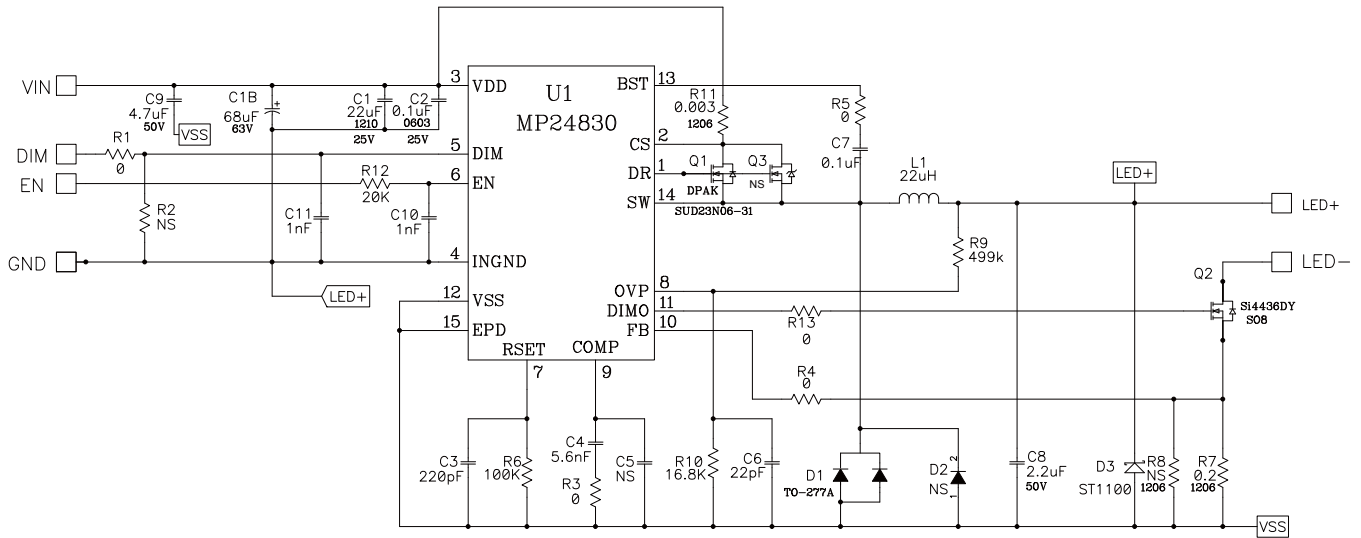 VIN
C9
4.7uF
50V
VSS
C1B
68uF
63V
+
C1
22uF
1210
25V
C2
0.1uF
0603
25V
3
VDD
U1
MP24830
BST
13
R11
0.003
1206
R5
0
C7
0.1uF
DIM
R1
0
5
DIM
CS
2
EN
R12
20K
6
EN
DR
1
Q1
DPAK
SUD23N06-31
Q3
NS
SW
14
L1
22uH
LED+
LED+
R2
NS
C11
1nF
C10
1nF
GND
4
INGND
R9
499k
LED-
Q2
Si4436DY
SO8
LED+
OVP
8
12
VSS
DIMO
11
R13
0
15
EPD
FB
10
RSET
7
COMP
9
R4
0
C3
220pF
R6
100K
C4
5.6nF
R3
0
C5
NS
R10
16.8K
C6
22pF
D1
TO-277A
D2
NS
2
1
C8
2.2uF
50V
D3
ST1100
R8
NS
1206
R7
0.2
1206
VSS